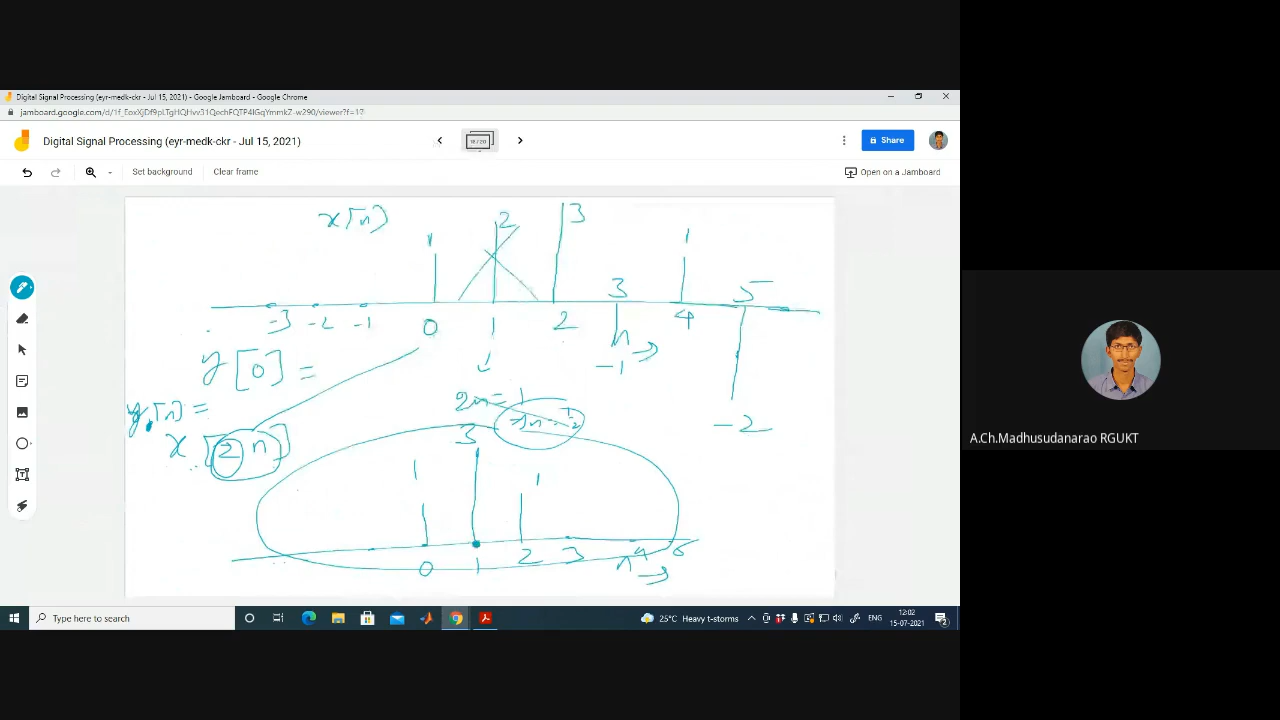 Digital Signal Processing (eyr-medk-ckr - Jul 15, 2021) - Google Jamboard - Google Chrome
Digital Signal Processing (eyr-medk-ckr - Jul 15, 2021)
18/20
Share
Set background
Clear frame
Open on a Jamboard
x[n]
1 2 3 1
3 5
-3 -2 -1 0 1 2 n 4
-1
y[0] =
-2
2n = 1
y[n] =
x[2n]
3
1 1
0 1 2 3 4 5
n
A.Ch.Madhusudanarao RGUKT
Type here to search
25°C Heavy t-storms
ENG
12:02
15-07-2021
2